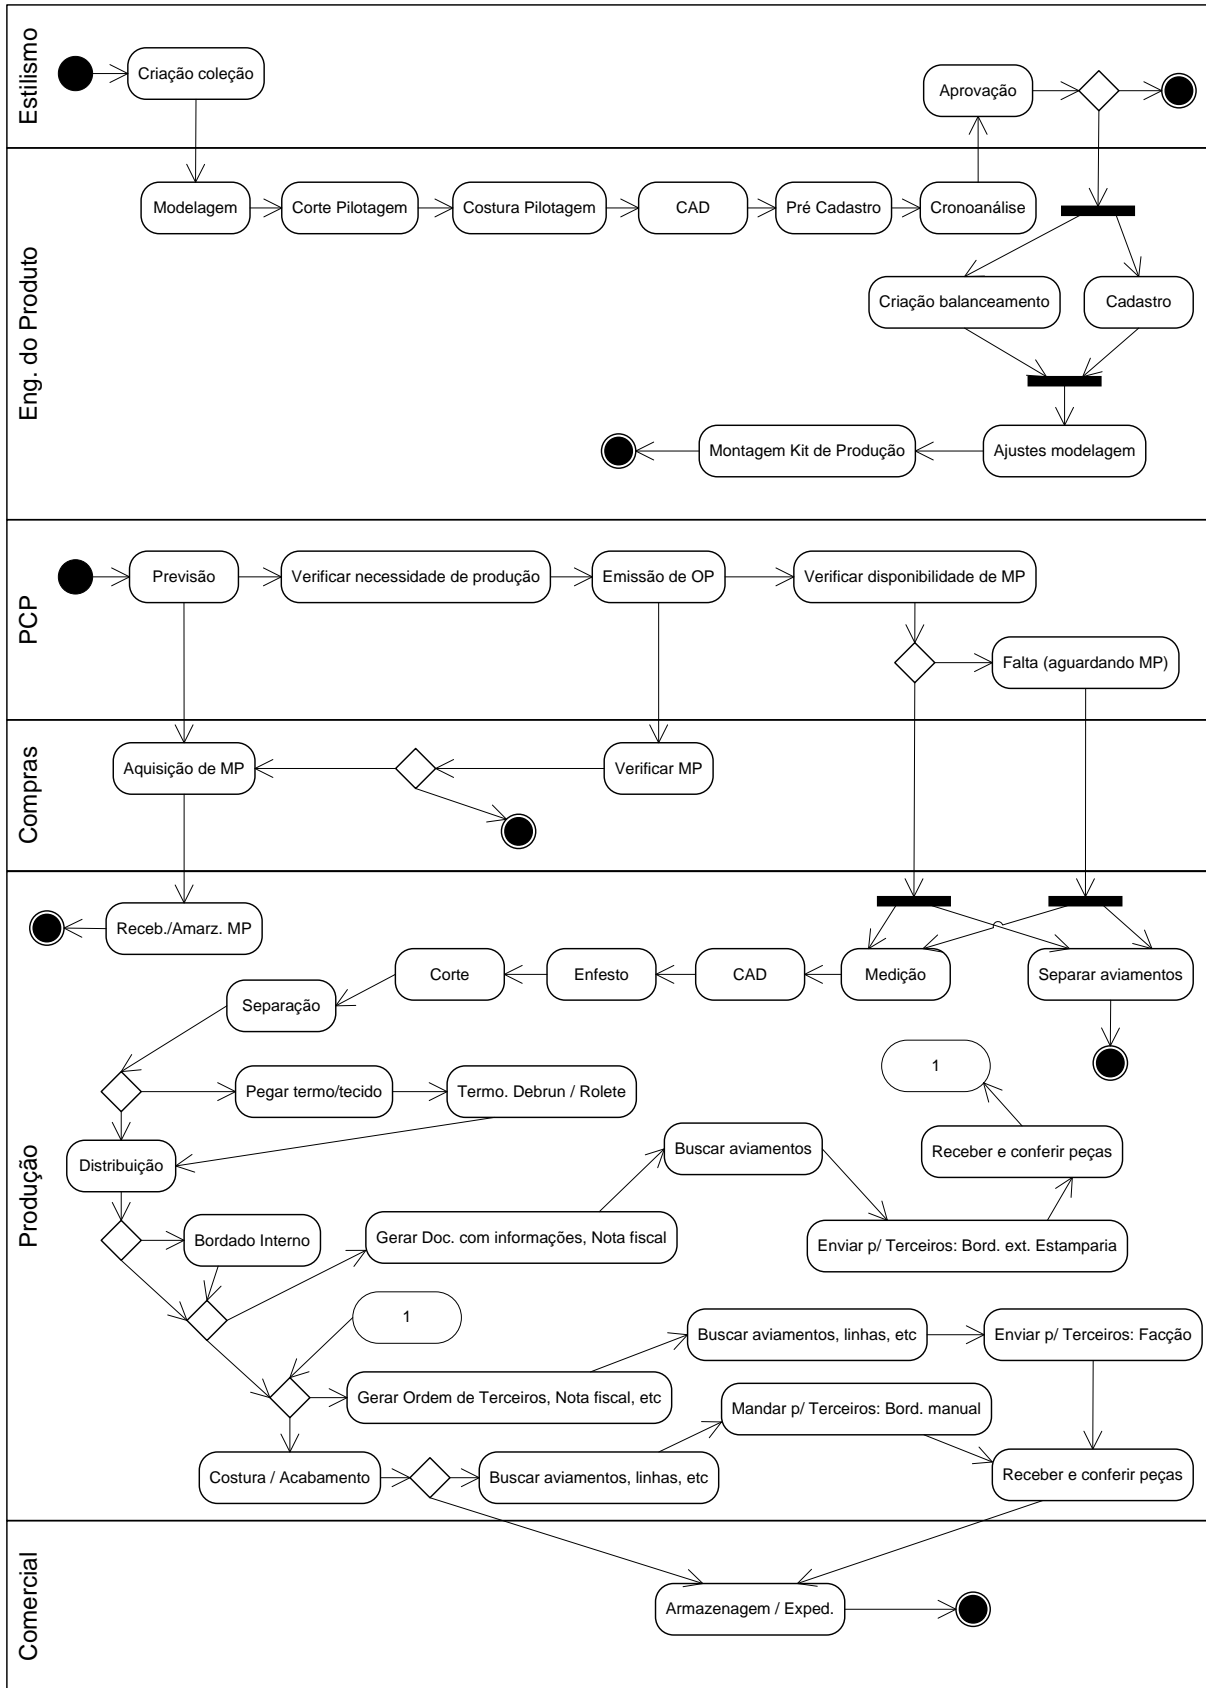 Estilismo
Criação coleção
Aprovação
Eng. do Produto
Modelagem
Corte Pilotagem
Costura Pilotagem
CAD
Pré Cadastro
Cronoanálise
Criação balanceamento
Cadastro
Montagem Kit de Produção
Ajustes modelagem
PCP
Previsão
Verificar necessidade de produção
Emissão de OP
Verificar disponibilidade de MP
Falta (aguardando MP)
Compras
Aquisição de MP
Verificar MP
Produção
Receb./Amarz. MP
Corte
Enfesto
CAD
Medição
Separar aviamentos
Separação
1
Pegar termo/tecido
Termo. Debrun / Rolete
Buscar aviamentos
Receber e conferir peças
Distribuição
Bordado Interno
Gerar Doc. com informações, Nota fiscal
Enviar p/ Terceiros: Bord. ext. Estamparia
1
Buscar aviamentos, linhas, etc
Enviar p/ Terceiros: Facção
Gerar Ordem de Terceiros, Nota fiscal, etc
Mandar p/ Terceiros: Bord. manual
Costura / Acabamento
Buscar aviamentos, linhas, etc
Receber e conferir peças
Comercial
Armazenagem / Exped.